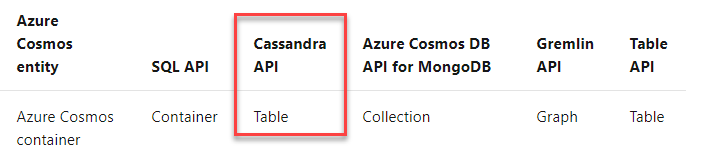 Azure Cosmos entity
SQL API
Cassandra API
Azure Cosmos DB API for MongoDB
Gremlin API
Table API
Azure Cosmos container
Container
Table
Collection
Graph
Table